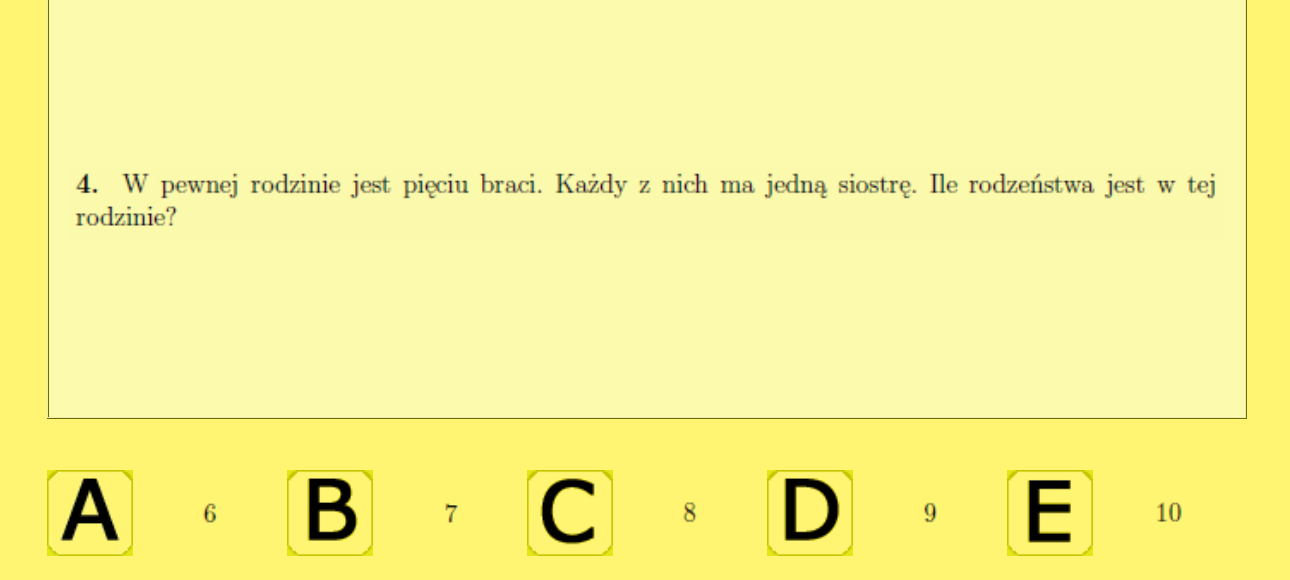 4. W pewnej rodzinie jest pięciu braci. Każdy z nich ma jedną siostrę. Ile rodzeństwa jest w tej
rodzinie?
A 6 B 7 C 8 D 9 E 10